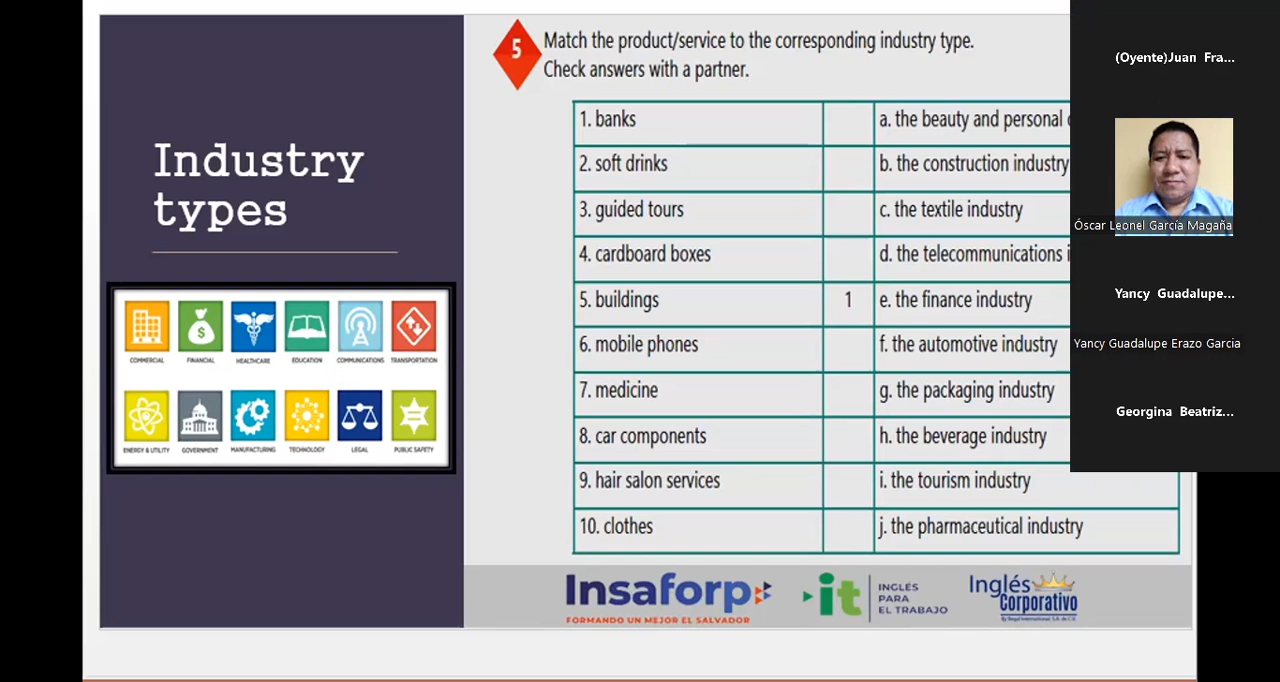 Industry
types
COMMERCIAL
FINANCIAL
HEALTHCARE
EDUCATION
COMMUNICATIONS
TRANSPORTATION
ENERGY & UTILITY
GOVERNMENT
MANUFACTURING
TECHNOLOGY
LEGAL
PUBLIC SAFETY
5
Match the product/service to the corresponding industry type.
Check answers with a partner.
1. banks a. the beauty and personal
2. soft drinks b. the construction industry
3. guided tours c. the textile industry
4. cardboard boxes d. the telecommunications
5. buildings 1 e. the finance industry
6. mobile phones f. the automotive industry
7. medicine g. the packaging industry
8. car components h. the beverage industry
9. hair salon services i. the tourism industry
10. clothes j. the pharmaceutical industry
Insaforp
FORMANDO UN MEJOR EL SALVADOR
it
INGLÉS
PARA
EL TRABAJO
Inglés
Corporativo
(Oyente)Juan Fra...
Óscar Leonel García Magaña
Yancy Guadalupe...
Yancy Guadalupe Erazo Garcia
Georgina Beatriz...